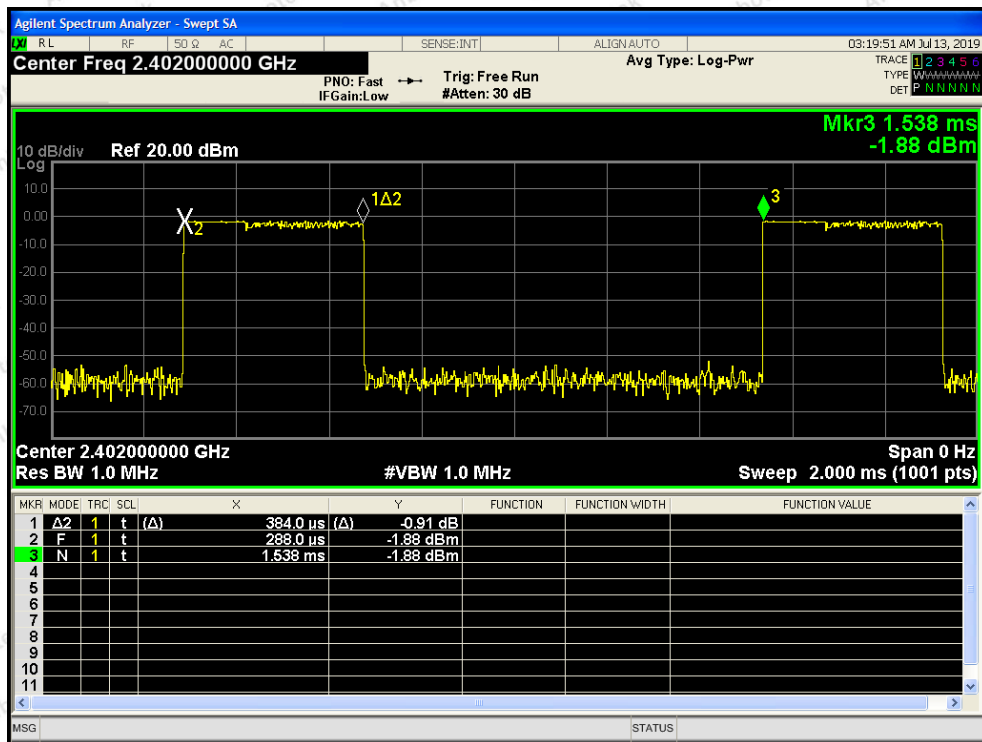 Agilent Spectrum Analyzer - Swept SA
LXI RL RF 50 Ω AC SENSE:INT ALIGN AUTO 03:19:51 AM Jul 13, 2019
Center Freq 2.402000000 GHz Avg Type: Log-Pwr TRACE 1 2 3 4 5 6
PNO: Fast Trig: Free Run TYPE
IFGain:Low #Atten: 30 dB DET P N N N N N
Mkr3 1.538 ms
10 dB/div Ref 20.00 dBm -1.88 dBm
Log
10.0
0.00
-10.0
-20.0
-30.0
-40.0
-50.0
-60.0
-70.0
X2 1Δ2 3
Center 2.402000000 GHz Span 0 Hz
Res BW 1.0 MHz #VBW 1.0 MHz Sweep 2.000 ms (1001 pts)
MKR MODE TRC SCL X Y FUNCTION FUNCTION WIDTH FUNCTION VALUE
1 Δ2 1 t (Δ) 384.0 µs (Δ) -0.91 dB
2 F 1 t 288.0 µs -1.88 dBm
3 N 1 t 1.538 ms -1.88 dBm
4
5
6
7
8
9
10
11
MSG STATUS